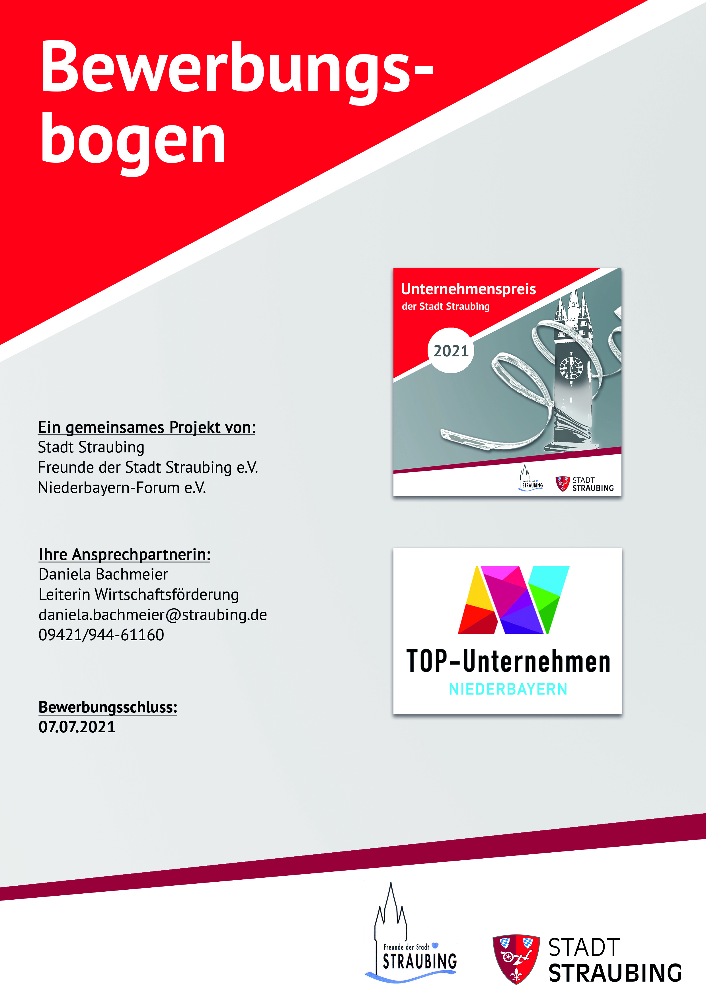 Bewerbungs-
bogen
Unternehmenspreis
der Stadt Straubing
2021
Freunde der Stadt
STRAUBING
STADT
STRAUBING
Ein gemeinsames Projekt von:
Stadt Straubing
Freunde der Stadt Straubing e.V.
Niederbayern-Forum e.V.
Ihre Ansprechpartnerin:
Daniela Bachmeier
Leiterin Wirtschaftsförderung
daniela.bachmeier@straubing.de
09421/944-61160
TOP-Unternehmen
NIEDERBAYERN
Bewerbungsschluss:
07.07.2021
Freunde der Stadt
STRAUBING
STADT
STRAUBING